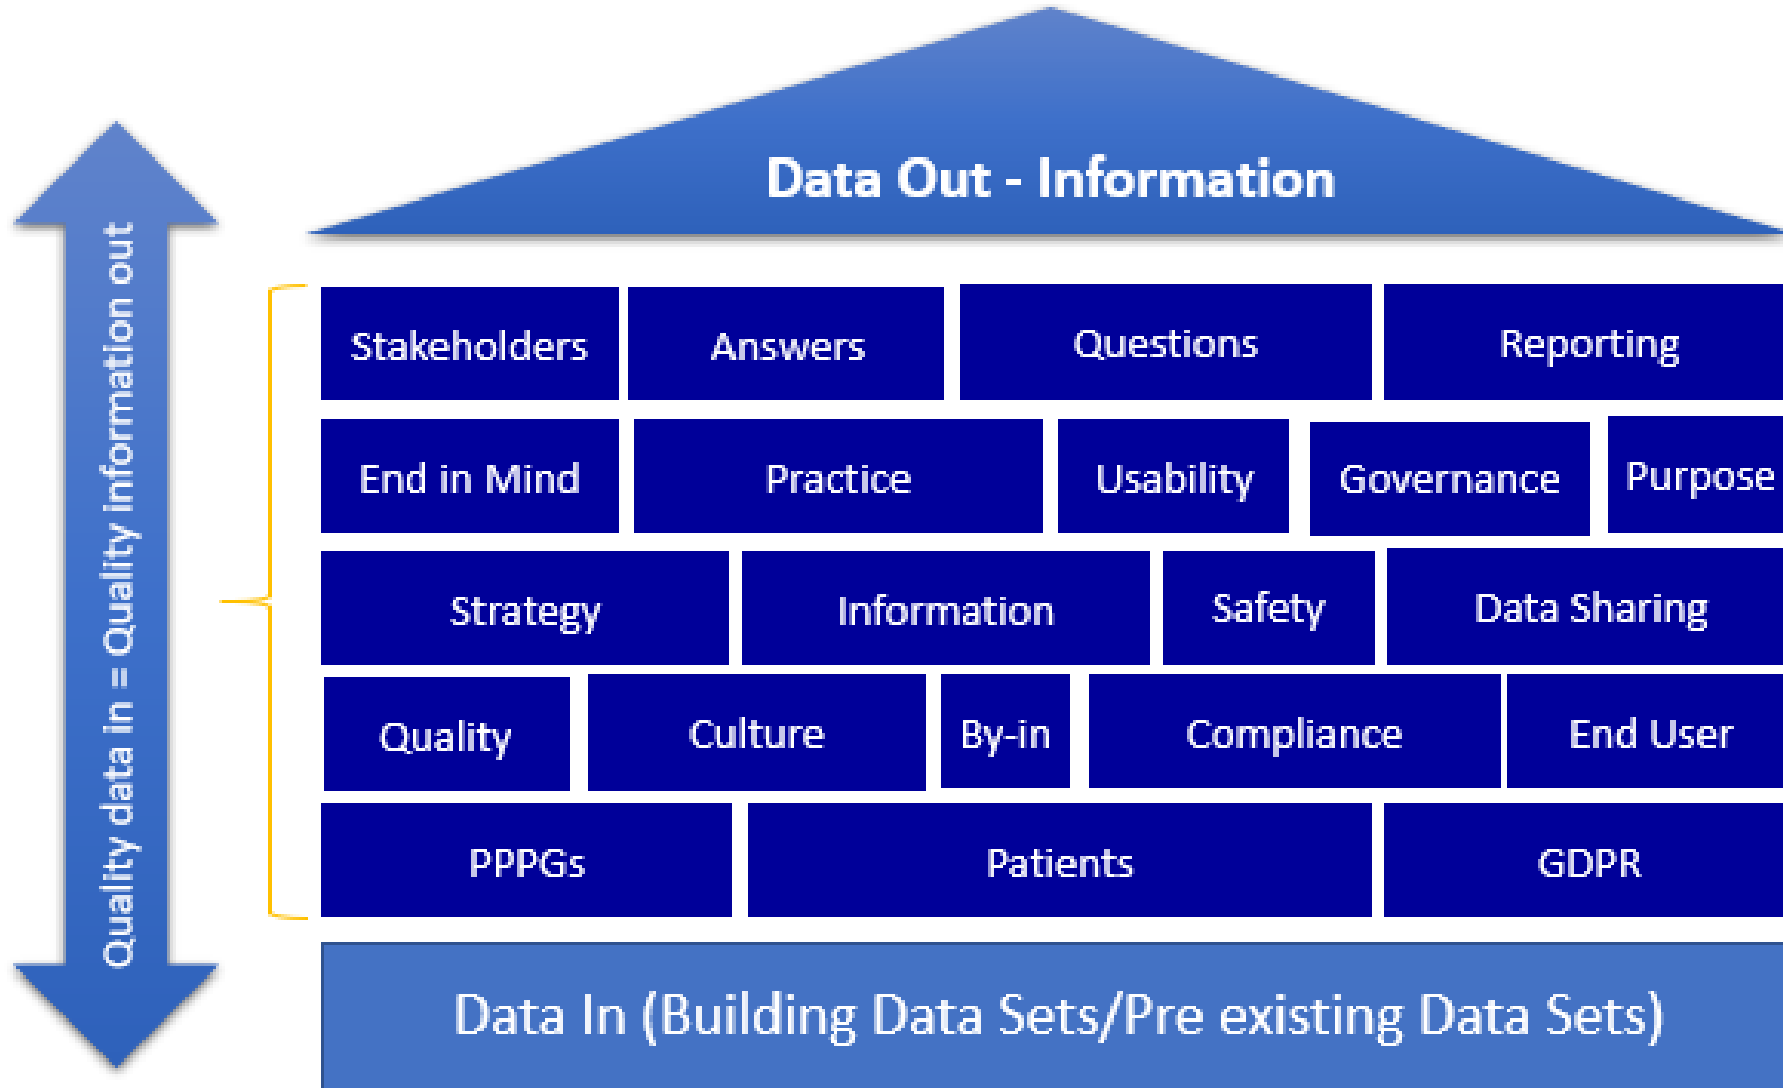 Data Out - Information
Quality data in = Quality information out
Stakeholders
Answers
Questions
Reporting
End in Mind
Practice
Usability
Governance
Purpose
Strategy
Information
Safety
Data Sharing
Quality
Culture
By-in
Compliance
End User
PPPGs
Patients
GDPR
Data In (Building Data Sets/Pre existing Data Sets)